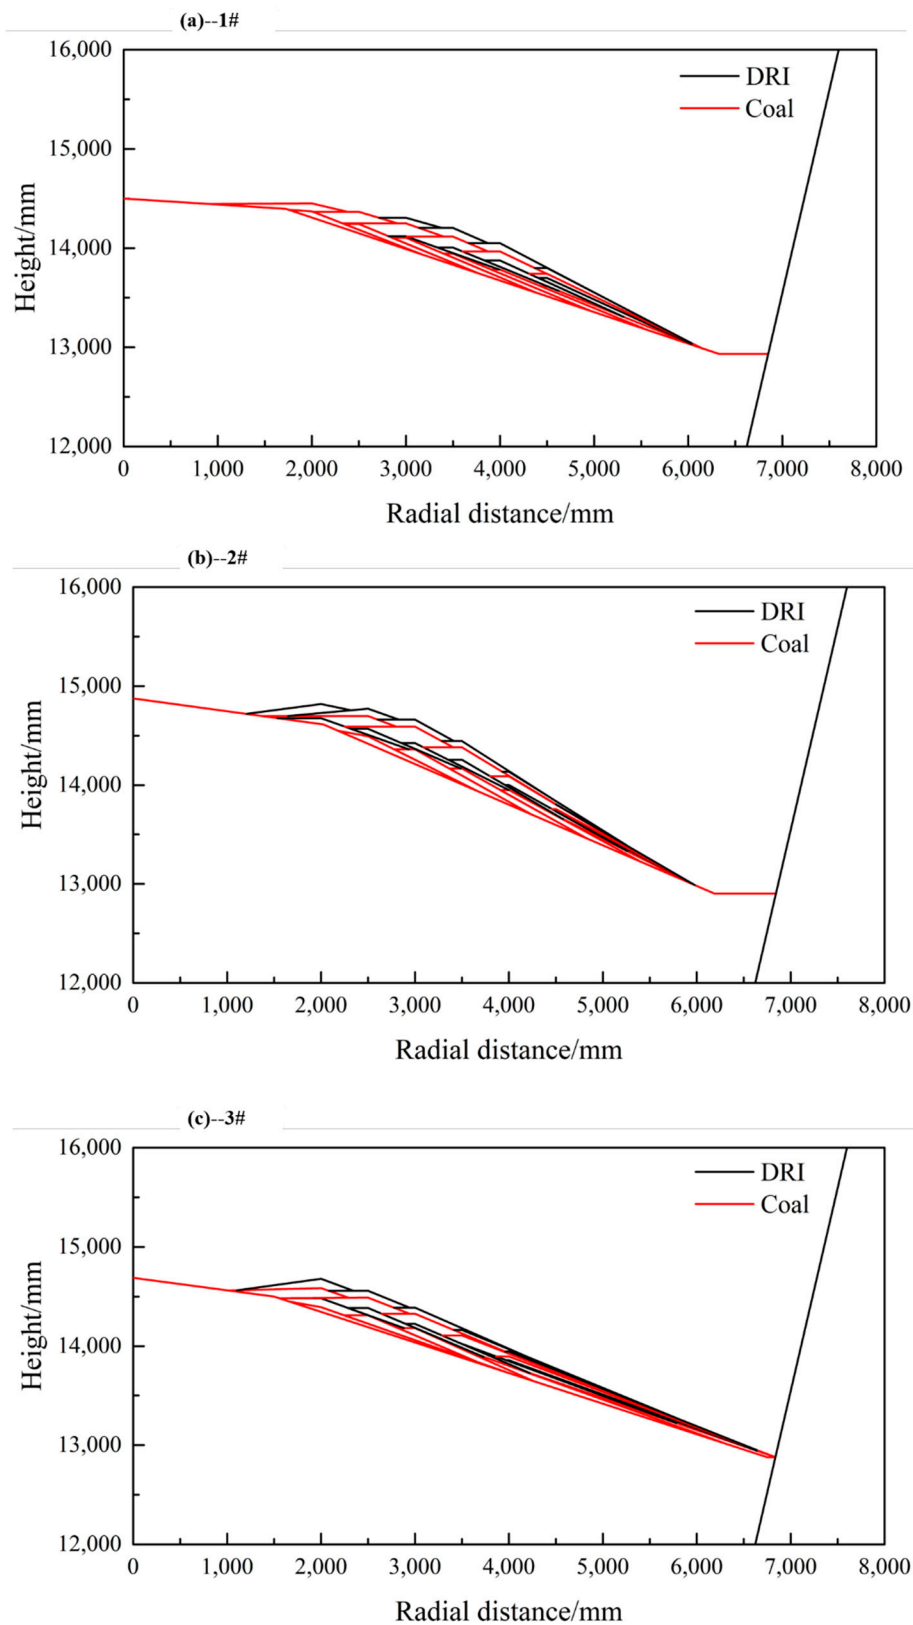 (a)--1#
16,000
15,000
14,000
13,000
12,000
Height/mm
DRI
Coal
0 1,000 2,000 3,000 4,000 5,000 6,000 7,000 8,000
Radial distance/mm
(b)--2#
16,000
15,000
14,000
13,000
12,000
Height/mm
DRI
Coal
0 1,000 2,000 3,000 4,000 5,000 6,000 7,000 8,000
Radial distance/mm
(c)--3#
16,000
15,000
14,000
13,000
12,000
Height/mm
DRI
Coal
0 1,000 2,000 3,000 4,000 5,000 6,000 7,000 8,000
Radial distance/mm